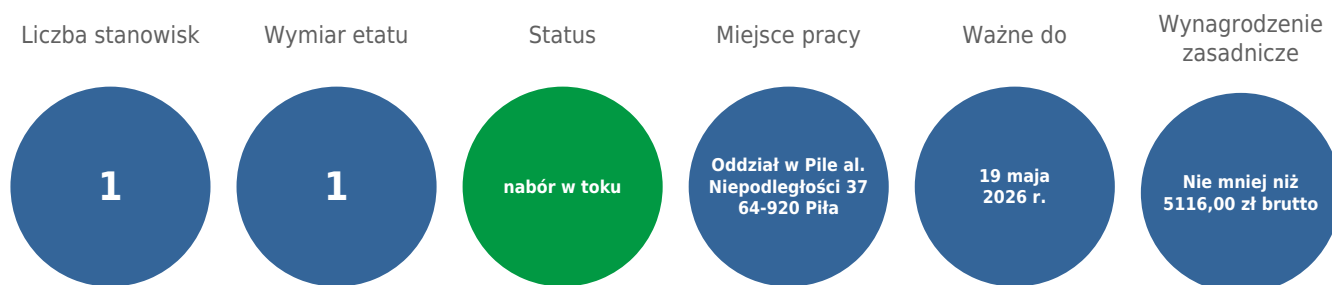 Liczba stanowisk
1
Wymiar etatu
1
Status
nabór w toku
Miejsce pracy
Oddział w Pile al.
Niepodległości 37
64-920 Piła
Ważne do
19 maja
2026 r.
Wynagrodzenie
zasadnicze
Nie mniej niż
5116,00 zł brutto